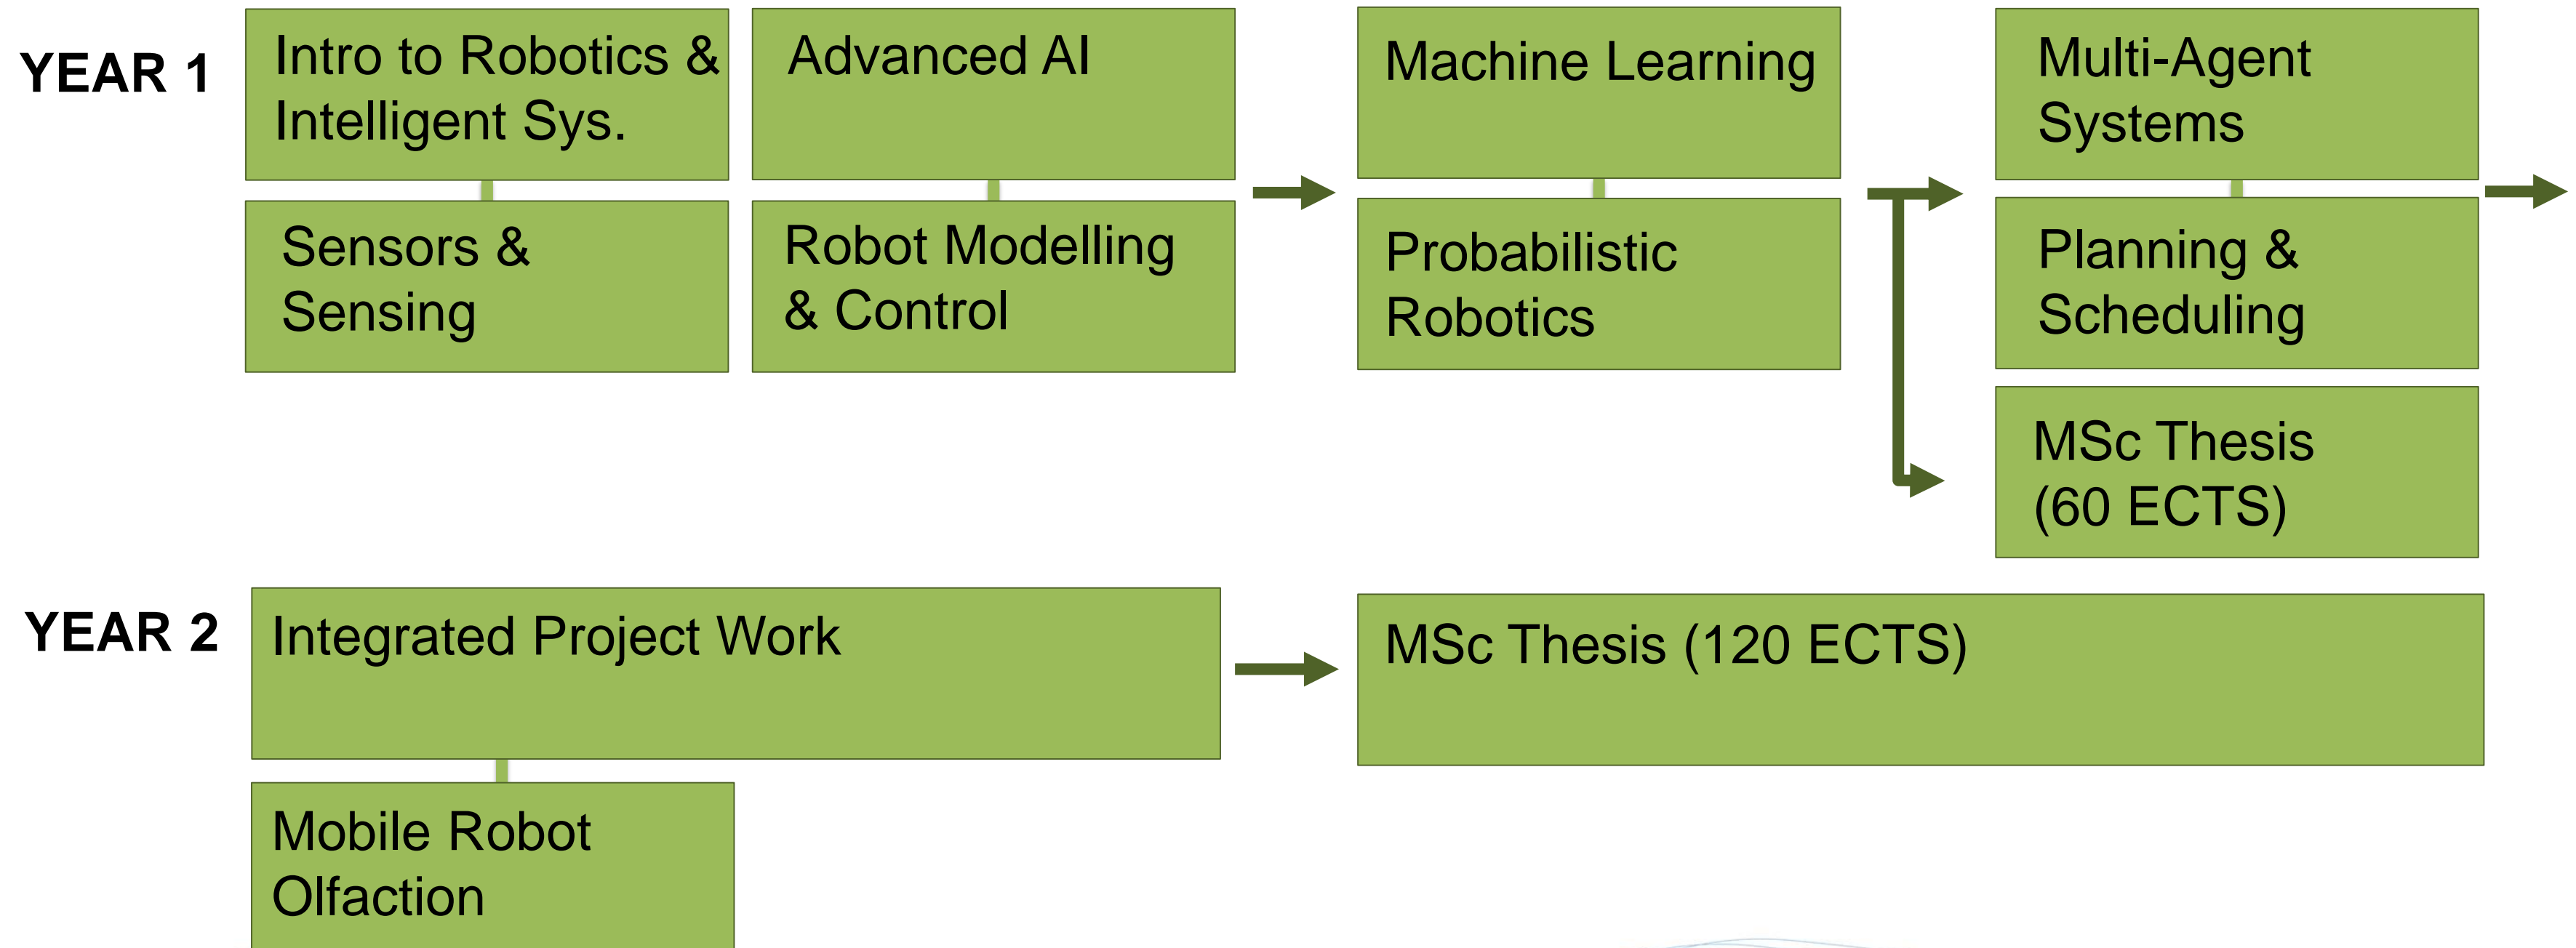 YEAR 1
Intro to Robotics &
Intelligent Sys.
Advanced AI
Machine Learning
Multi-Agent
Systems
Sensors &
Sensing
Robot Modelling
& Control
Probabilistic
Robotics
Planning &
Scheduling
MSc Thesis
(60 ECTS)
YEAR 2
Integrated Project Work
MSc Thesis (120 ECTS)
Mobile Robot
Olfaction